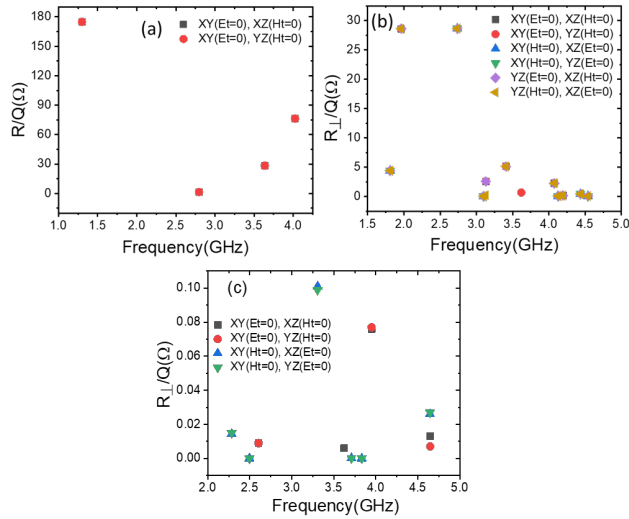 (a)
XY(Et=0), XZ(Ht=0)
XY(Et=0), YZ(Ht=0)
R/Q(Ω)
180
150
120
90
60
30
0
1.0 1.5 2.0 2.5 3.0 3.5 4.0
Frequency(GHz)
(b)
XY(Et=0), XZ(Ht=0)
XY(Et=0), YZ(Ht=0)
XY(Ht=0), XZ(Et=0)
XY(Ht=0), YZ(Et=0)
YZ(Et=0), XZ(Ht=0)
YZ(Ht=0), XZ(Et=0)
R⊥/Q(Ω)
30
25
20
15
10
5
0
1.5 2.0 2.5 3.0 3.5 4.0 4.5
Frequency(GHz)
(c)
XY(Et=0), XZ(Ht=0)
XY(Et=0), YZ(Ht=0)
XY(Ht=0), XZ(Et=0)
XY(Ht=0), YZ(Et=0)
R⊥/Q(Ω)
0.10
0.08
0.06
0.04
0.02
0.00
2.0 2.5 3.0 3.5 4.0 4.5 5.0
Frequency(GHz)